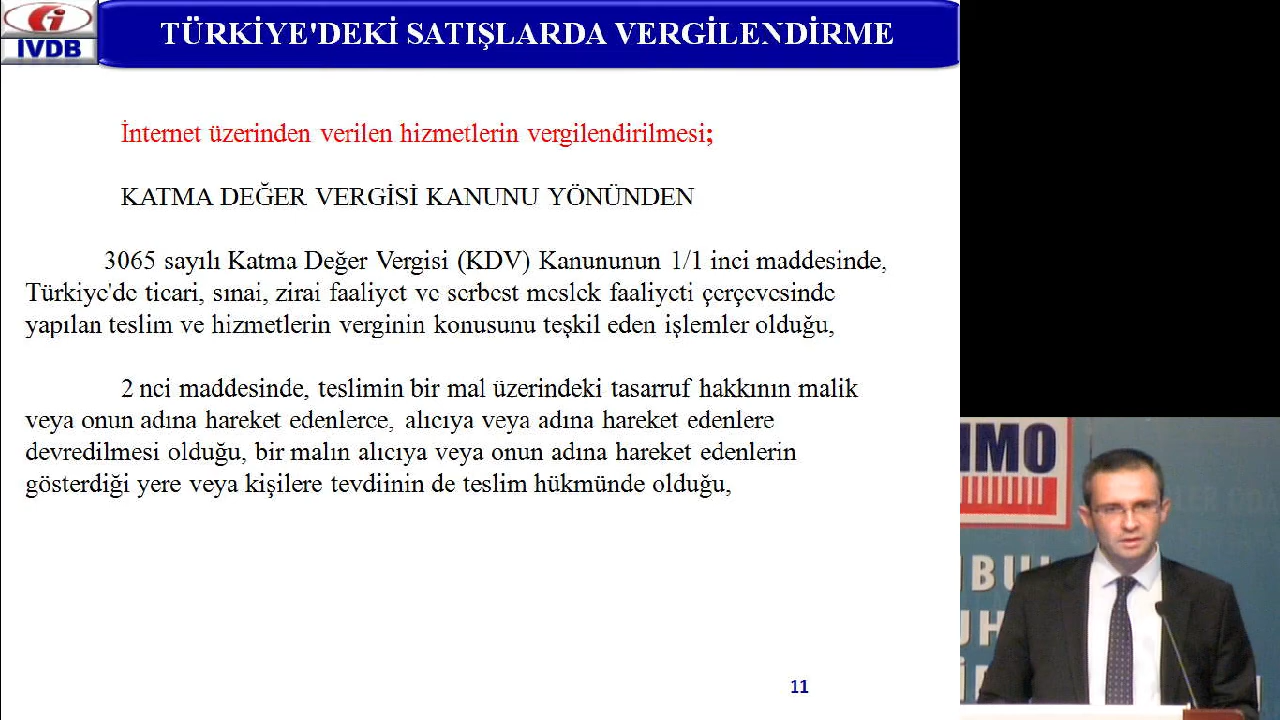 IVDB
TÜRKİYE'DEKİ SATIŞLARDA VERGİLENDİRME
İnternet üzerinden verilen hizmetlerin vergilendirilmesi;
KATMA DEĞER VERGİSİ KANUNU YÖNÜNDEN
3065 sayılı Katma Değer Vergisi (KDV) Kanununun 1/1 inci maddesinde,
Türkiye'de ticari, sınai, zirai faaliyet ve serbest meslek faaliyeti çerçevesinde
yapılan teslim ve hizmetlerin verginin konusunu teşkil eden işlemler olduğu,
2 nci maddesinde, teslimin bir mal üzerindeki tasarruf hakkının malik
veya onun adına hareket edenlerce, alıcıya veya adına hareket edenlere
devredilmesi olduğu, bir malın alıcıya veya onun adına hareket edenlerin
gösterdiği yere veya kişilere tevdiinin de teslim hükmünde olduğu,
11
MMO